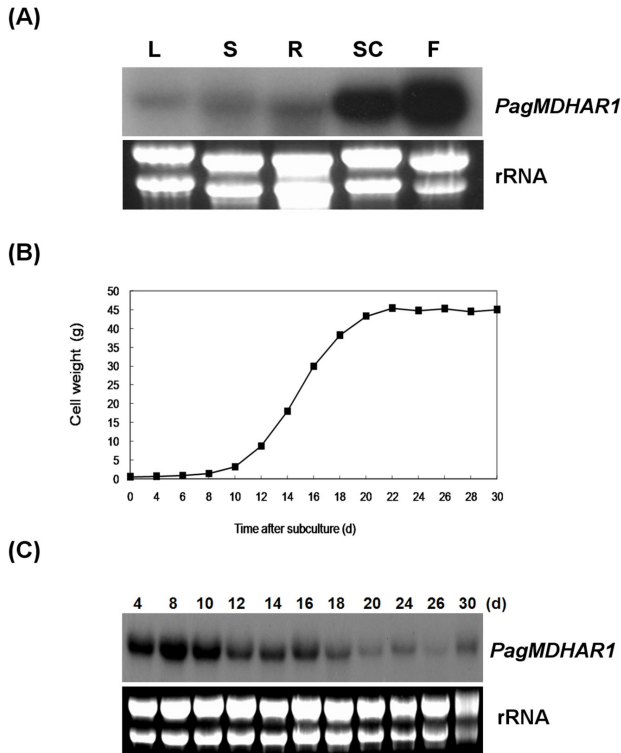 (A)
L S R SC F
PagMDHAR1
rRNA
(B)
50
45
40
35
30
25
20
15
10
5
0
Cell weight (g)
0 4 6 8 10 12 14 16 18 20 22 24 26 28 30
Time after subculture (d)
(C)
4 8 10 12 14 16 18 20 24 26 30 (d)
PagMDHAR1
rRNA